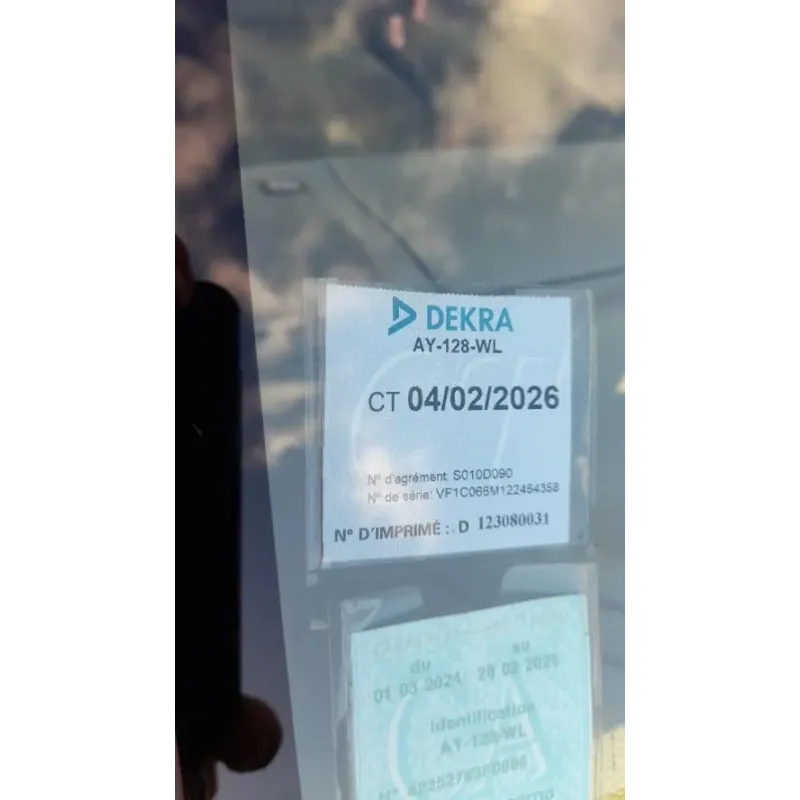 DEKRA
AY-128-WL
CT 04/02/2026
N° d'agrément: S010D090
N° de série: VF1C066M122454358
N° D'IMPRIMÉ : D 123080031
du au
01 03 2024 28 02 2025
Identification
AY-128-WL
N°